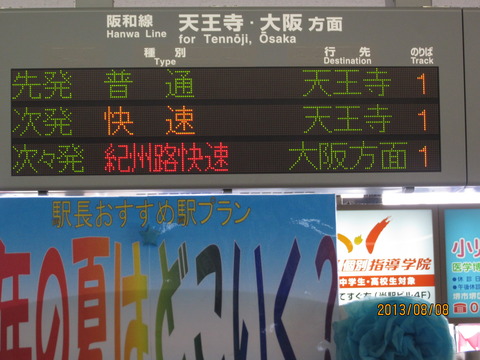 阪和線 天王寺・大阪 方面
Hanwa Line for Tennōji, Ōsaka
種別 行先 のりば
Type Destination Track
先発 普通 天王寺 1
次発 快速 天王寺 1
次々発 紀州路快速 大阪方面 1
駅長おすすめ駅プラン
の夏はどこいく?
個別指導学院
中学生・高校生対象
2013/08/08